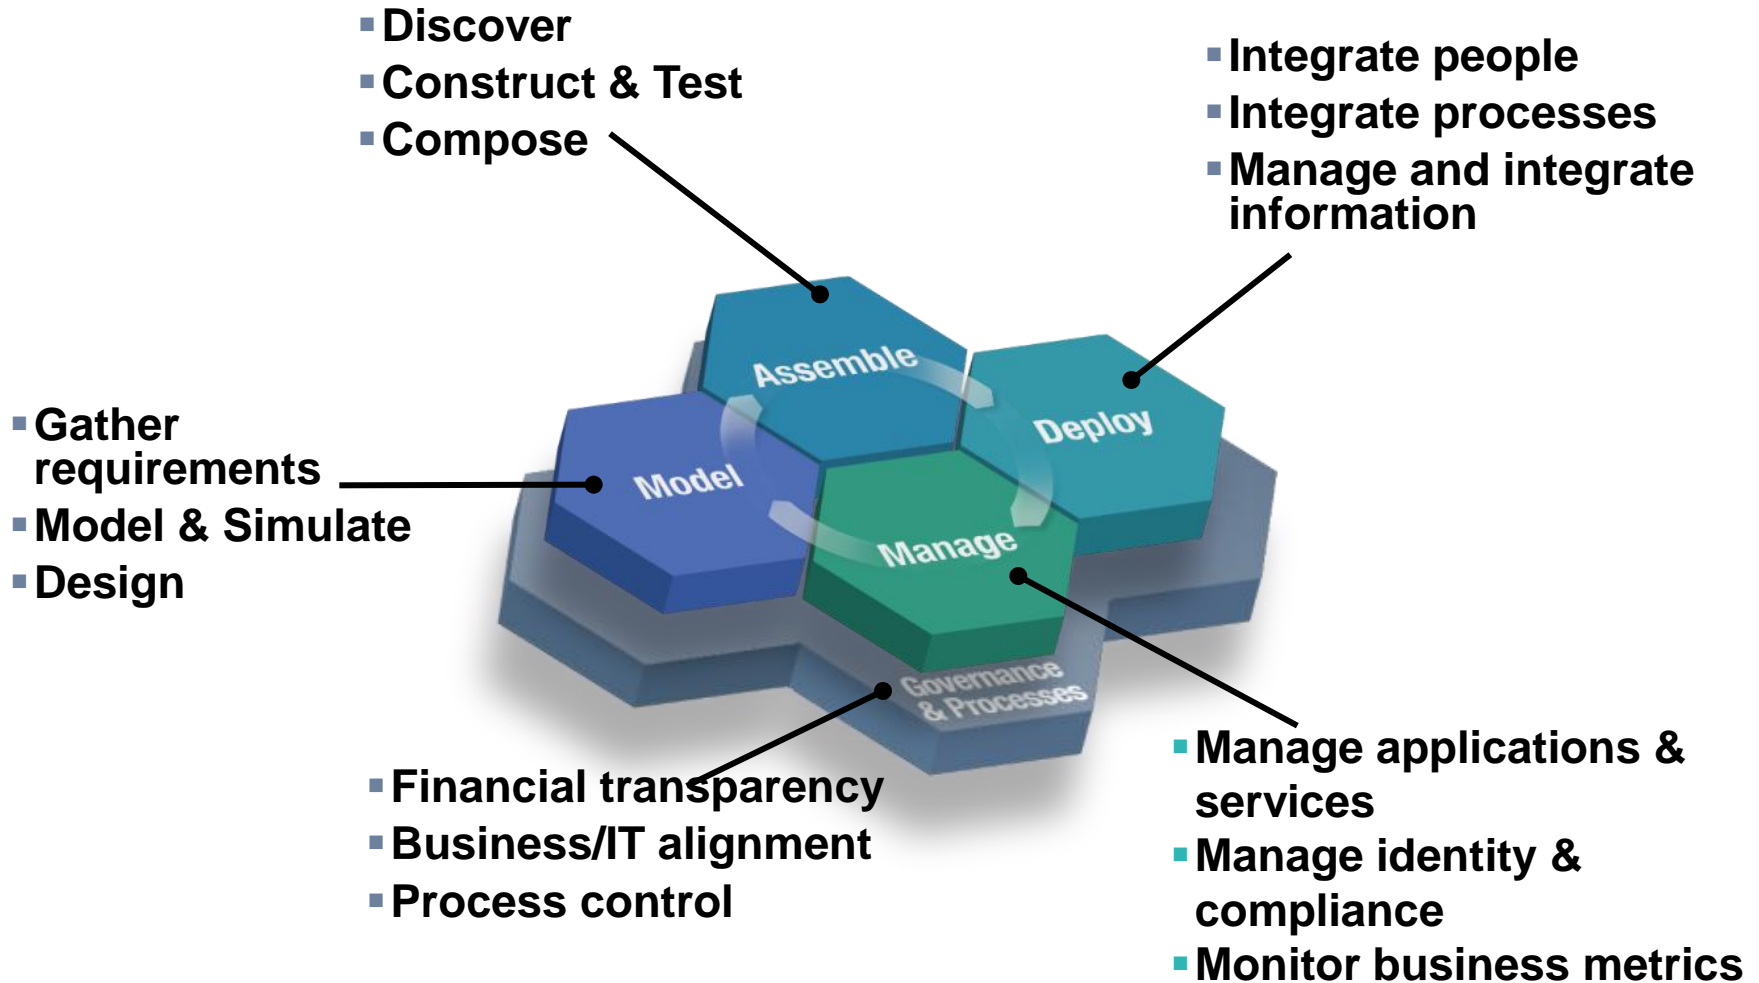 Discover
Construct & Test
Compose
Integrate people
Integrate processes
Manage and integrate
information
Assemble
Deploy
Model
Manage
Governance
& Processes
Gather
requirements
Model & Simulate
Design
Financial transparency
Business/IT alignment
Process control
Manage applications &
services
Manage identity &
compliance
Monitor business metrics